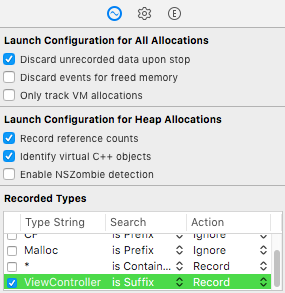 E
Launch Configuration for All Allocations
Discard unrecorded data upon stop
Discard events for freed memory
Only track VM allocations
Launch Configuration for Heap Allocations
Record reference counts
Identify virtual C++ objects
Enable NSZombie detection
Recorded Types
Type String Search Action
CF is Prefix Ignore
Malloc is Prefix Ignore
* is Contain... Record
ViewController is Suffix Record